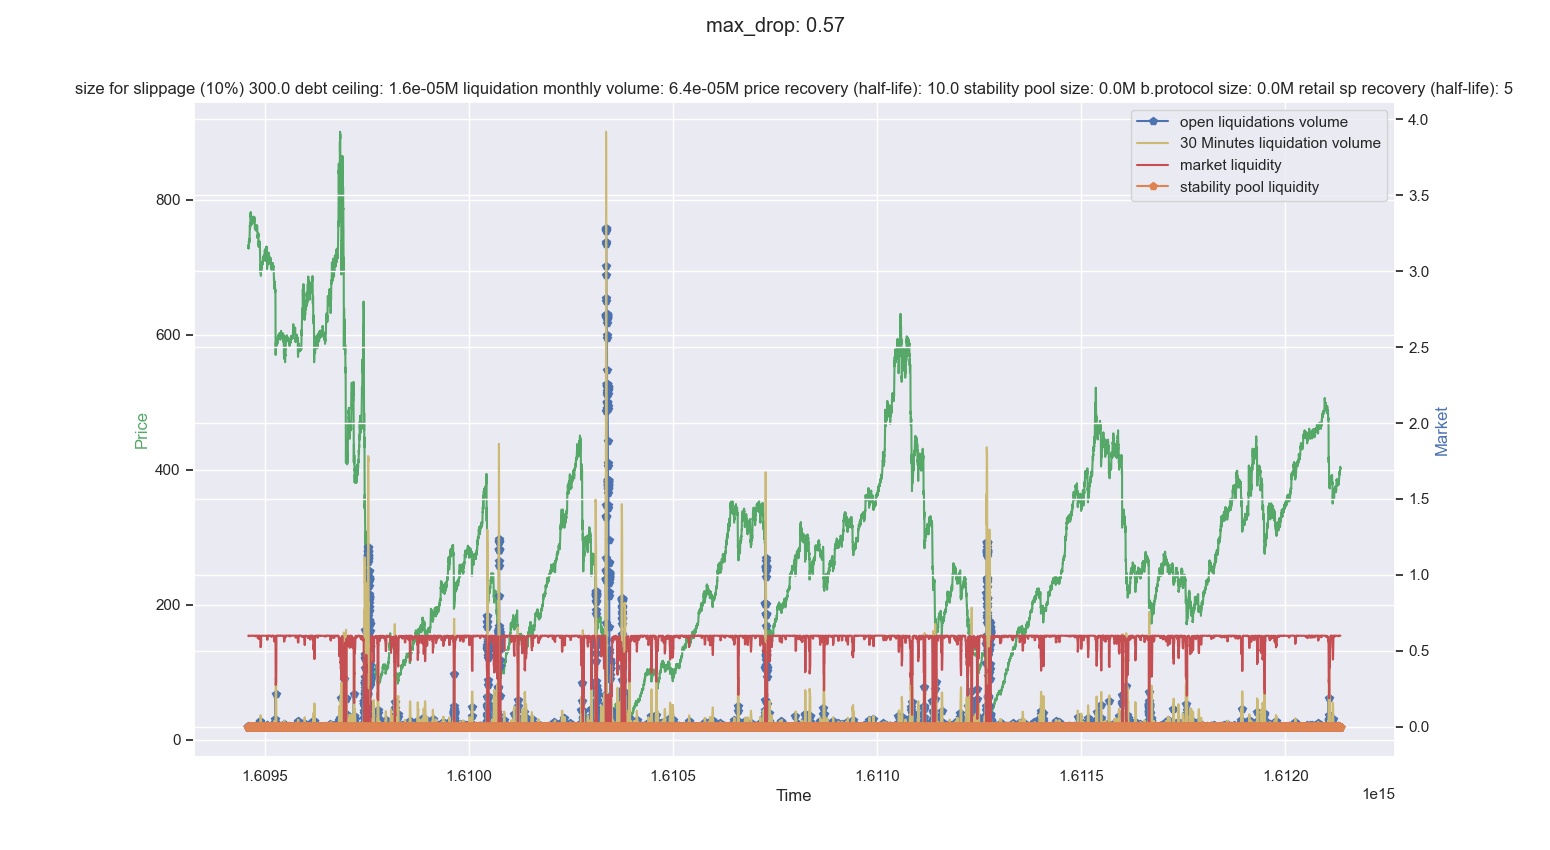 max_drop: 0.57
size for slippage (10%) 300.0 debt ceiling: 1.6e-05M liquidation monthly volume: 6.4e-05M price recovery (half-life): 10.0 stability pool size: 0.0M b.protocol size: 0.0M retail sp recovery (half-life): 5
open liquidations volume
30 Minutes liquidation volume
market liquidity
stability pool liquidity
Price
800
600
400
200
0
4.0
3.5
3.0
2.5
2.0
1.5
1.0
0.5
0.0
Market
1.6095
1.6100
1.6105
1.6110
1.6115
1.6120
Time
1e15